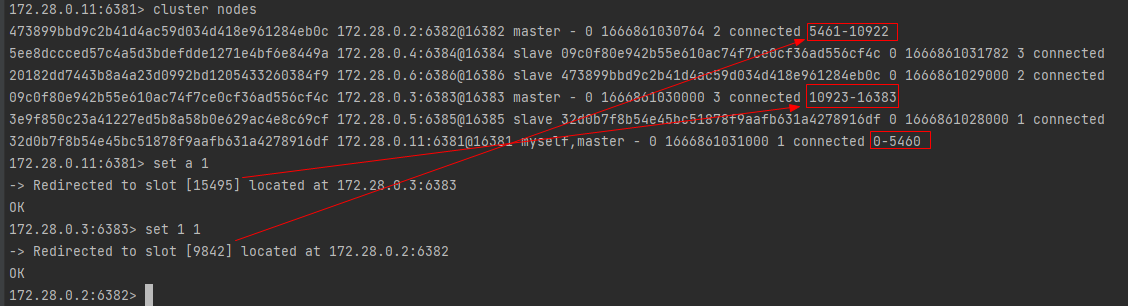 172.28.0.11:6381> cluster nodes
473899bbd9c2b41d4ac59d034d418e961284eb0c 172.28.0.2:6382@16382 master - 0 1666861030764 2 connected 5461-10922
5ee8dccced57c4a5d3bdefdde1271e4bf6e8449a 172.28.0.4:6384@16384 slave 09c0f80e942b55e610ac74f7ce0cf36ad556cf4c 0 1666861031782 3 connected
20182dd7443b8a4a23d0992bd1205433260384f9 172.28.0.6:6386@16386 slave 473899bbd9c2b41d4ac59d034d418e961284eb0c 0 1666861029000 2 connected
09c0f80e942b55e610ac74f7ce0cf36ad556cf4c 172.28.0.3:6383@16383 master - 0 1666861030000 3 connected 10923-16383
3e9f850c23a41227ed5b8a58b0e629ac4e8c69cf 172.28.0.5:6385@16385 slave 32d0b7f8b54e45bc51878f9aafb631a4278916df 0 1666861028000 1 connected
32d0b7f8b54e45bc51878f9aafb631a4278916df 172.28.0.11:6381@16381 myself,master - 0 1666861031000 1 connected 0-5460
172.28.0.11:6381> set a 1
-> Redirected to slot [15495] located at 172.28.0.3:6383
OK
172.28.0.3:6383> set 1 1
-> Redirected to slot [9842] located at 172.28.0.2:6382
OK
172.28.0.2:6382>